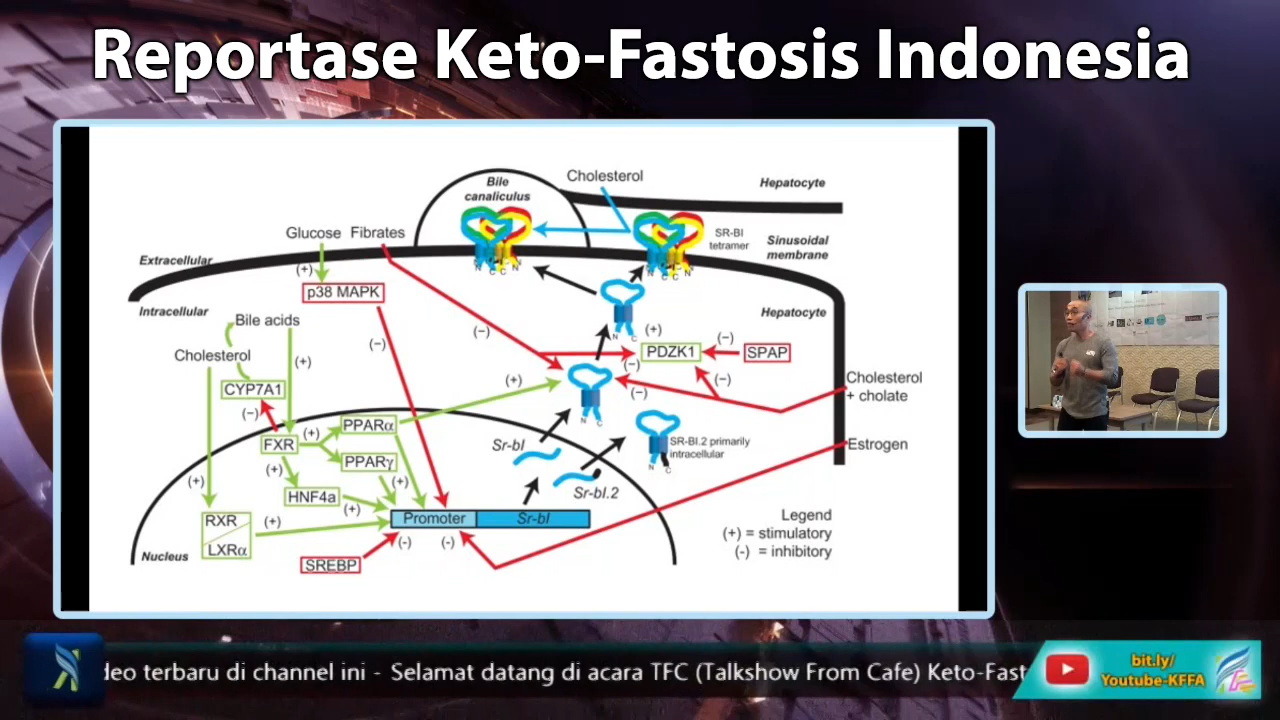 Reportase Keto-Fastosis Indonesia
Bile
canaliculus
Cholesterol
Hepatocyte
Glucose
Fibrates
SR-BI
tetramer
Sinusoidal
membrane
Extracellular
N
C
C
N
N
C
C
N
(+)
p38 MAPK
Intracellular
Hepatocyte
Bile acids
N
C
(+)
(−)
(−)
(−)
Cholesterol
(+)
PDZK1
SPAP
(−)
CYP7A1
(+)
(−)
(−)
Cholesterol
+ cholate
(−)
N
C
PPARα
FXR
(+)
Sr-bI
SR-BI.2 primarily
intracellular
Estrogen
PPARγ
(+)
N
C
(+)
(+)
HNF4a
(+)
Sr-bI.2
RXR
LXRα
(+)
Promoter
Sr-bI
Legend
(+) = stimulatory
(-) = inhibitory
(-)
(-)
Nucleus
SREBP
deo terbaru di channel ini - Selamat datang di acara TFC (Talkshow From Cafe) Keto-Fast
bit.ly/
Youtube-KFFA